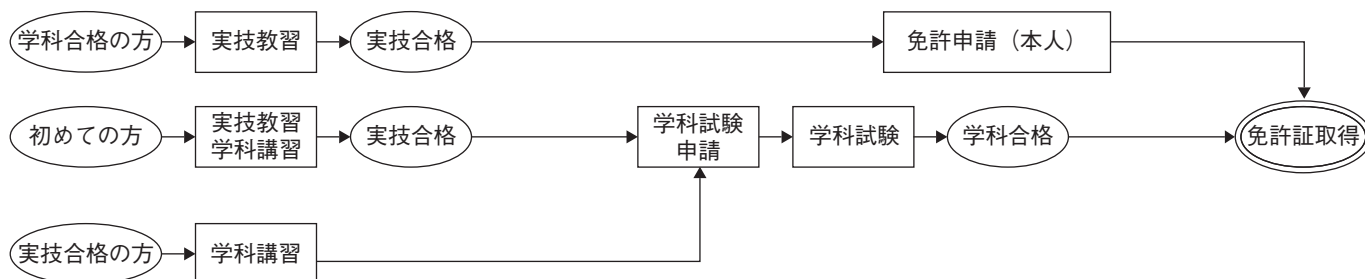 学科合格の方
実技教習
実技合格
免許申請（本人）
初めての方
実技教習
学科講習
実技合格
学科試験
申請
学科試験
学科合格
免許証取得
実技合格の方
学科講習